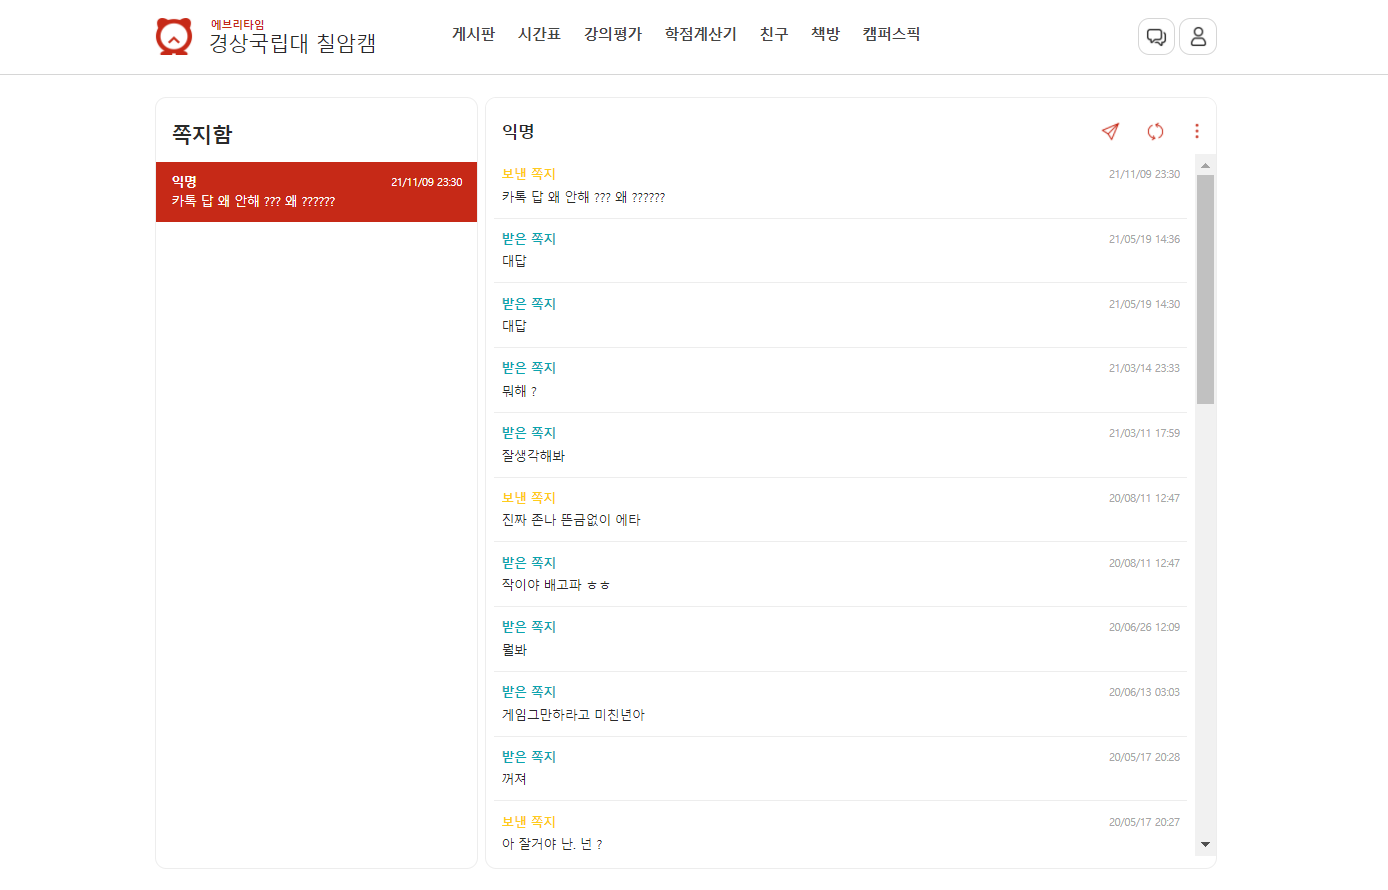 에브리타임
경상국립대 칠암캠
게시판 시간표 강의평가 학점계산기 친구 책방 캠퍼스픽
쪽지함
익명 21/11/09 23:30
카톡 답 왜 안해 ??? 왜 ??????
익명
보낸 쪽지 21/11/09 23:30
카톡 답 왜 안해 ??? 왜 ??????
받은 쪽지 21/05/19 14:36
대답
받은 쪽지 21/05/19 14:30
대답
받은 쪽지 21/03/14 23:33
뭐해 ?
받은 쪽지 21/03/11 17:59
잘생각해봐
보낸 쪽지 20/08/11 12:47
진짜 존나 뜬금없이 에타
받은 쪽지 20/08/11 12:47
작이야 배고파 ㅎㅎ
받은 쪽지 20/06/26 12:09
뭘봐
받은 쪽지 20/06/13 03:03
게임그만하라고 미친년아
받은 쪽지 20/05/17 20:28
꺼져
보낸 쪽지 20/05/17 20:27
아 잘거야 난. 넌 ?